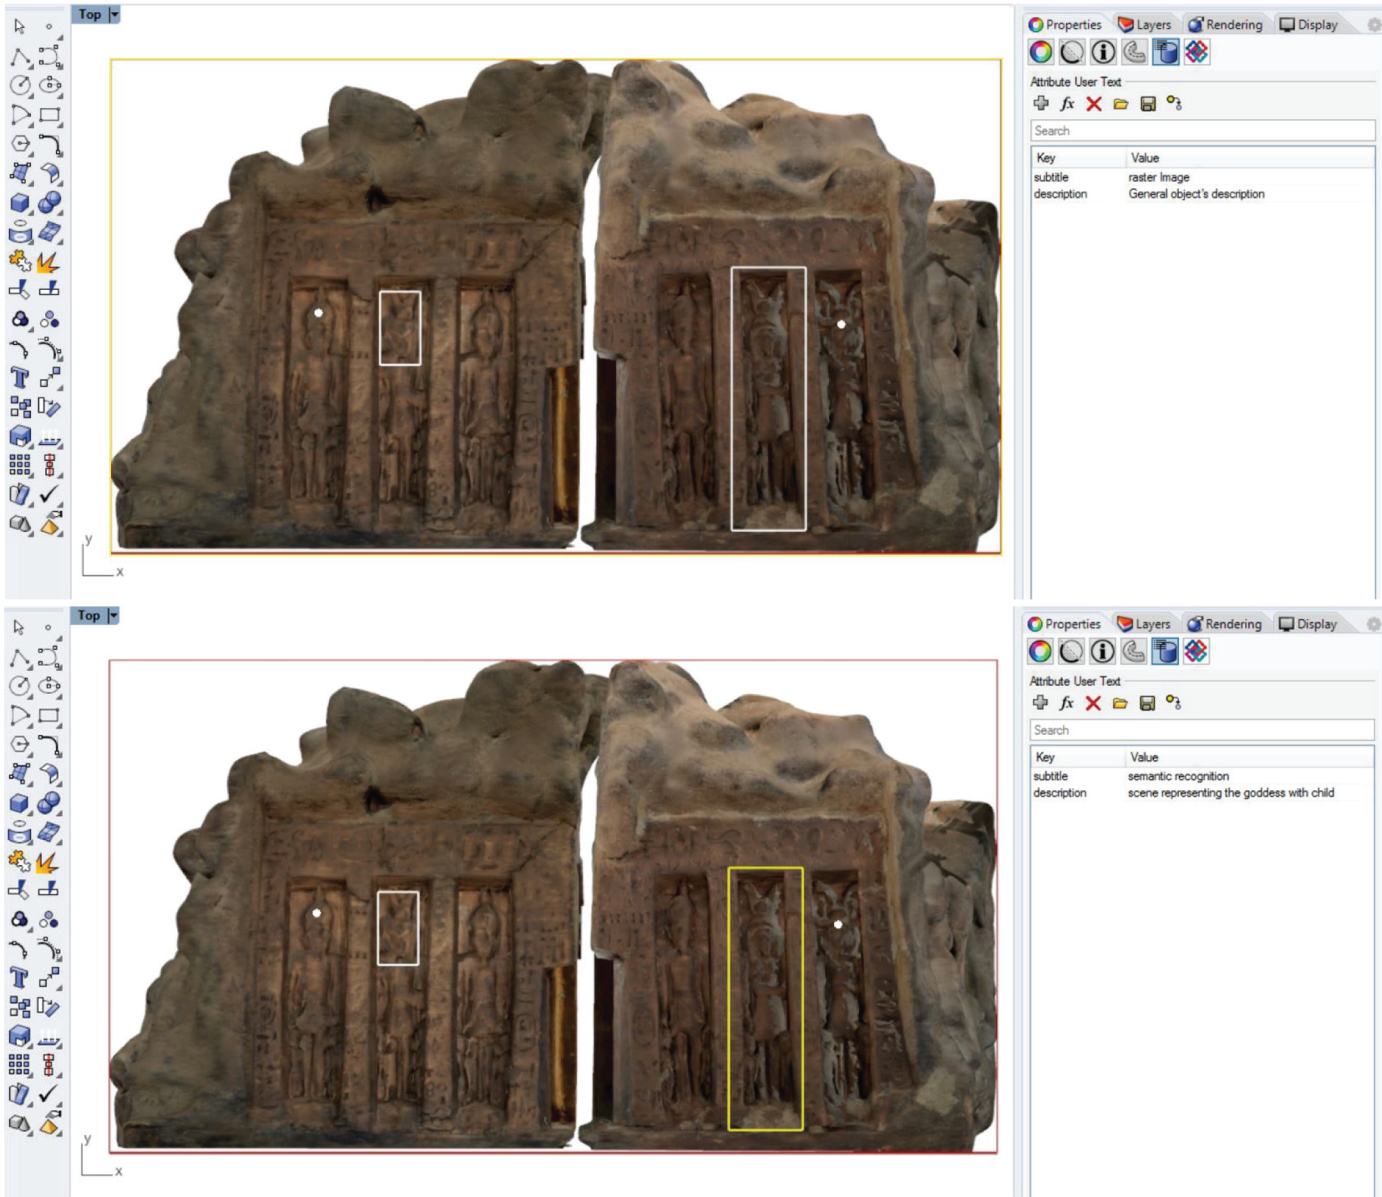 Top
Properties Layers Rendering Display
Attribute User Text
fx
Search
Key Value
subtitle raster Image
description General object's description
y
x
Top
Properties Layers Rendering Display
Attribute User Text
fx
Search
Key Value
subtitle semantic recognition
description scene representing the goddess with child
y
x